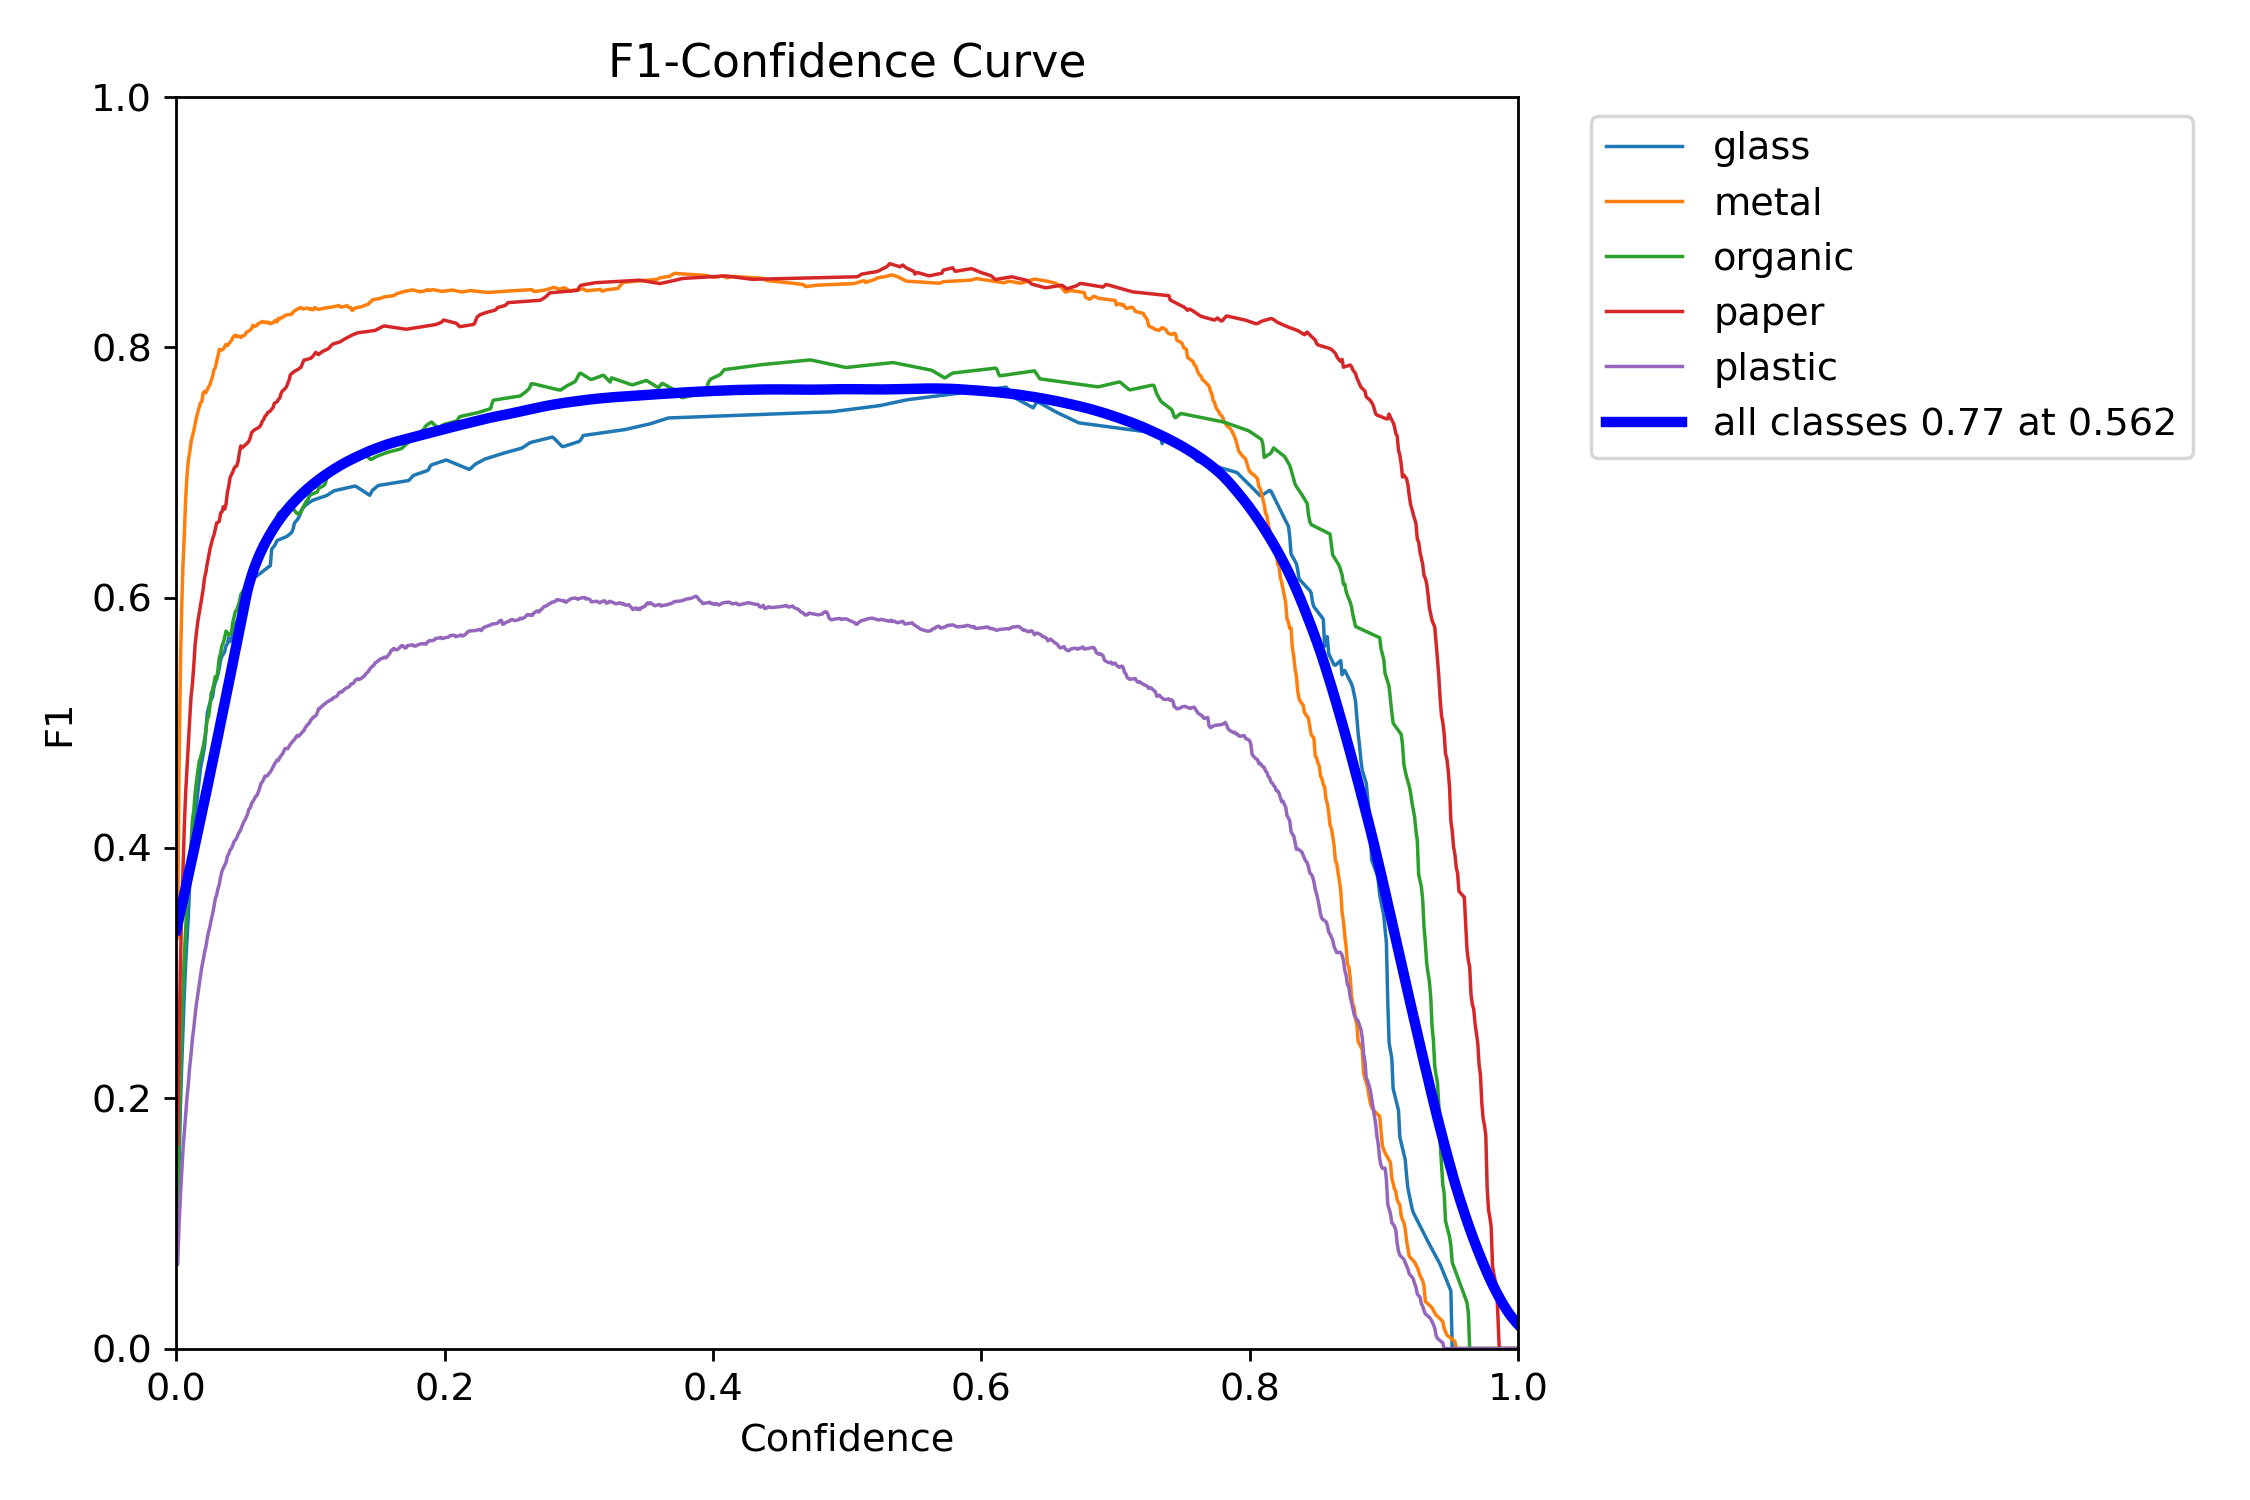 F1-Confidence Curve
1.0
0.8
0.6
0.4
0.2
0.0
F1
0.0 0.2 0.4 0.6 0.8 1.0
Confidence
glass
metal
organic
paper
plastic
all classes 0.77 at 0.562